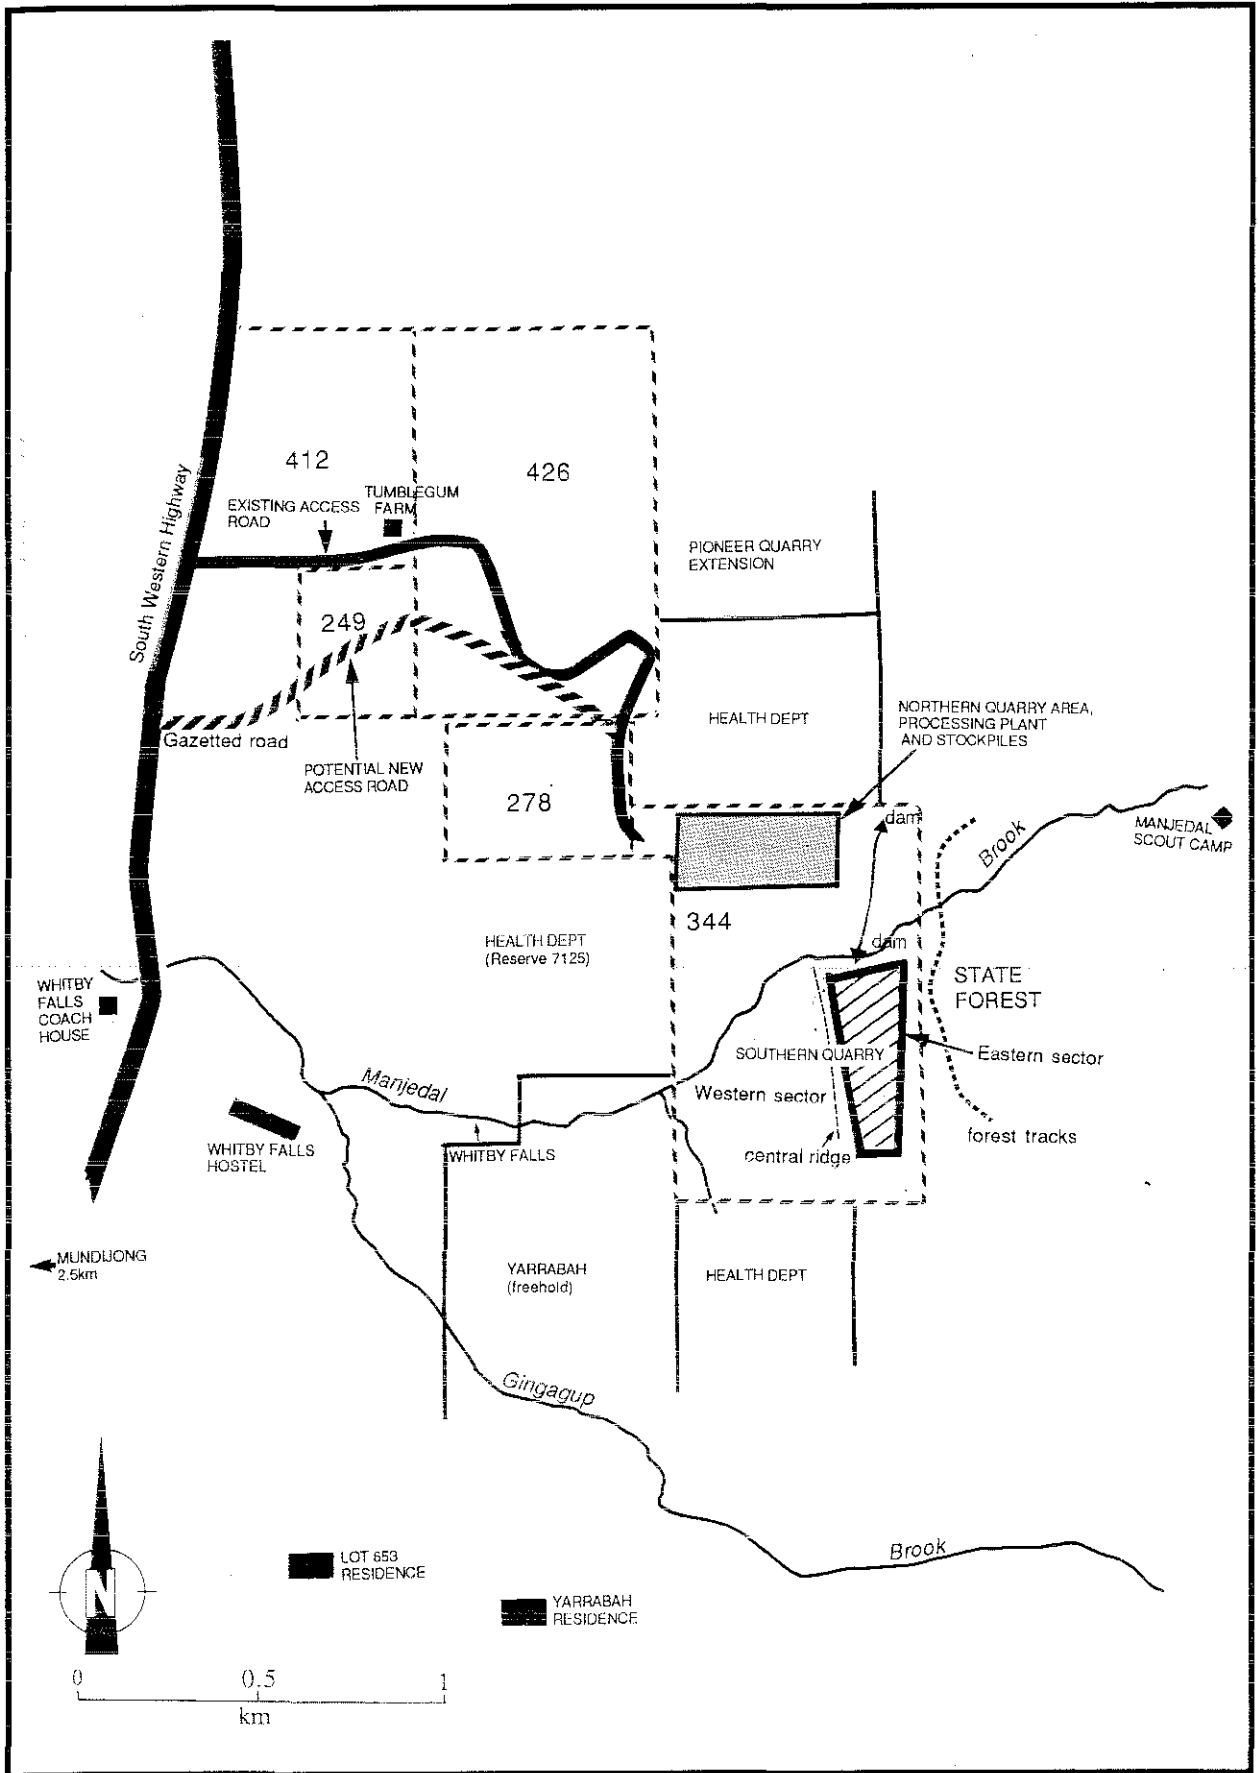 412
426
TUMBLEGUM
FARM
EXISTING ACCESS
ROAD
South Western Highway
PIONEER QUARRY
EXTENSION
249
Gazetted road
POTENTIAL NEW
ACCESS ROAD
HEALTH DEPT
NORTHERN QUARRY AREA,
PROCESSING PLANT
AND STOCKPILES
278
dam
Brook
MANJEDAL
SCOUT CAMP
344
HEALTH DEPT
(Reserve 7125)
dam
STATE
FOREST
WHITBY
FALLS
COACH
HOUSE
SOUTHERN QUARRY
Eastern sector
Manjedal
Western sector
WHITBY FALLS
HOSTEL
WHITBY FALLS
central ridge
forest tracks
MUNDIJONG
2.5km
YARRABAH
(freehold)
HEALTH DEPT
Gingagup
Brook
N
LOT 653
RESIDENCE
YARRABAH
RESIDENCE
0 0.5 1
km